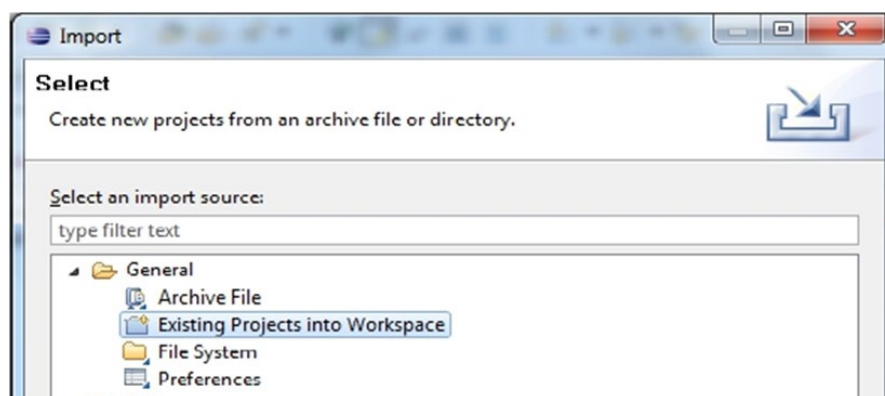 Import
Select
Create new projects from an archive file or directory.
Select an import source:
type filter text
General
Archive File
Existing Projects into Workspace
File System
Preferences